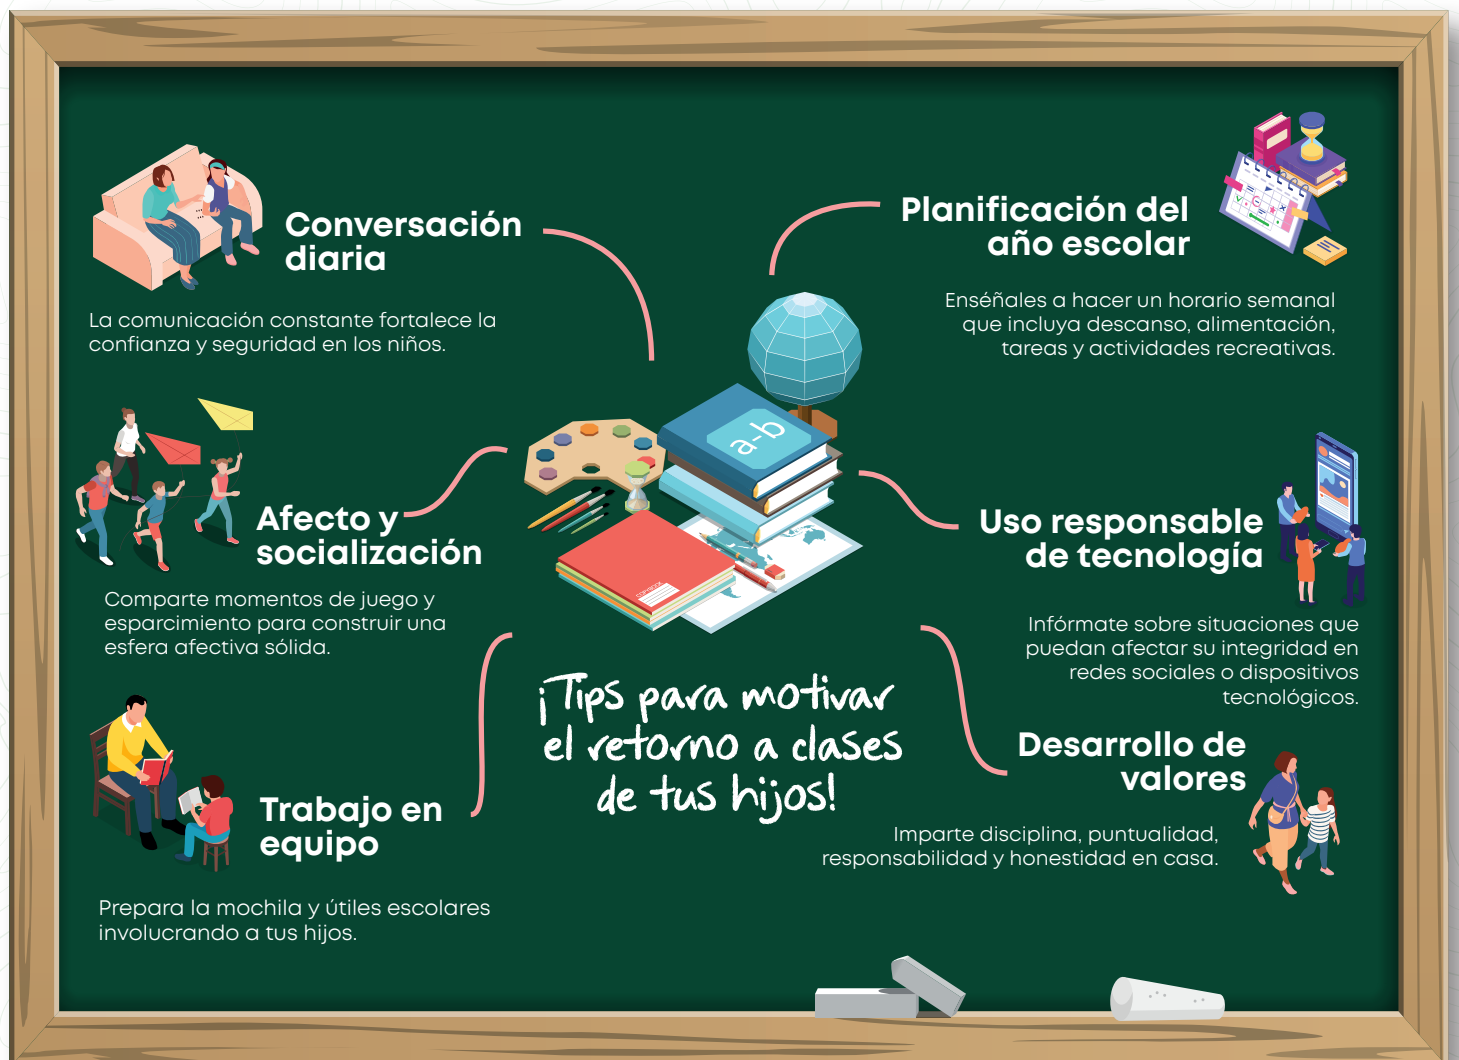 Conversación
diaria
La comunicación constante fortalece la
confianza y seguridad en los niños.
Afecto y
socialización
Comparte momentos de juego y
esparcimiento para construir una
esfera afectiva sólida.
Trabajo en
equipo
Prepara la mochila y útiles escolares
involucrando a tus hijos.
a-b
¡Tips para motivar
el retorno a clases
de tus hijos!
Planificación del
año escolar
Enséñales a hacer un horario semanal
que incluya descanso, alimentación,
tareas y actividades recreativas.
Uso responsable
de tecnología
Infórmate sobre situaciones que
puedan afectar su integridad en
redes sociales o dispositivos
tecnológicos.
Desarrollo de
valores
Imparte disciplina, puntualidad,
responsabilidad y honestidad en casa.